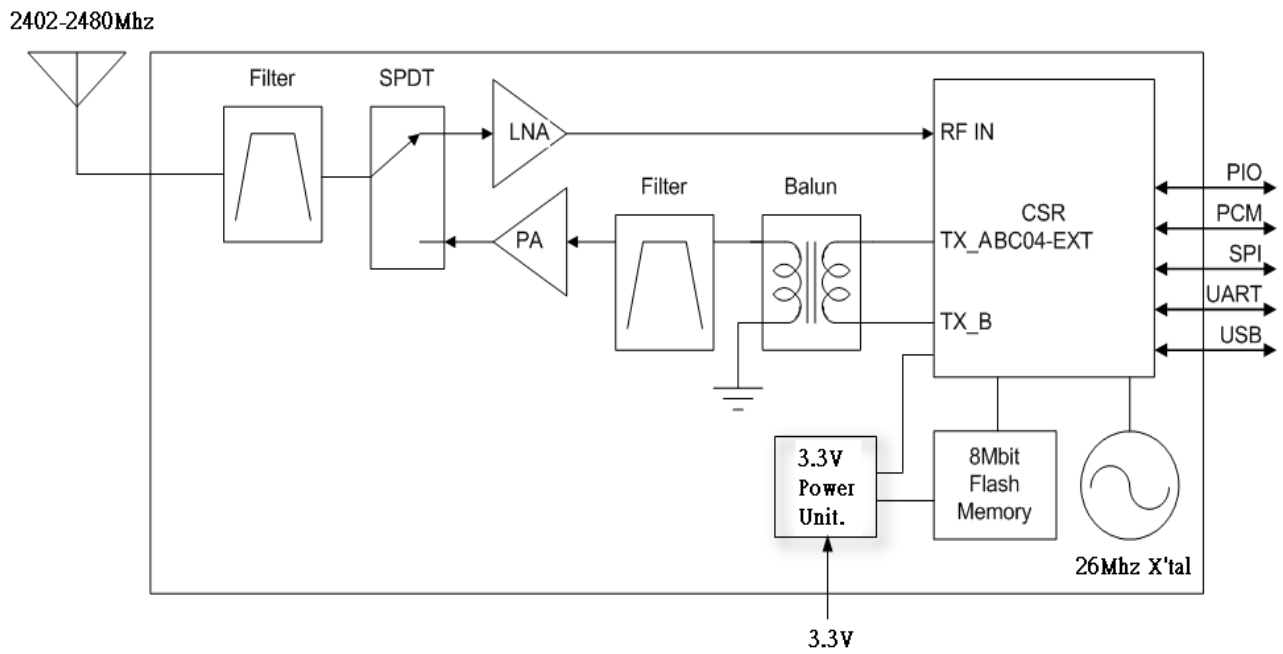 2402-2480Mhz
Filter
SPDT
LNA
RF IN
PIO
Filter
Balun
CSR
PCM
PA
TX_ABC04-EXT
SPI
UART
TX_B
USB
3.3V
Power
Unit.
8Mbit
Flash
Memory
26Mhz X'tal
3.3V